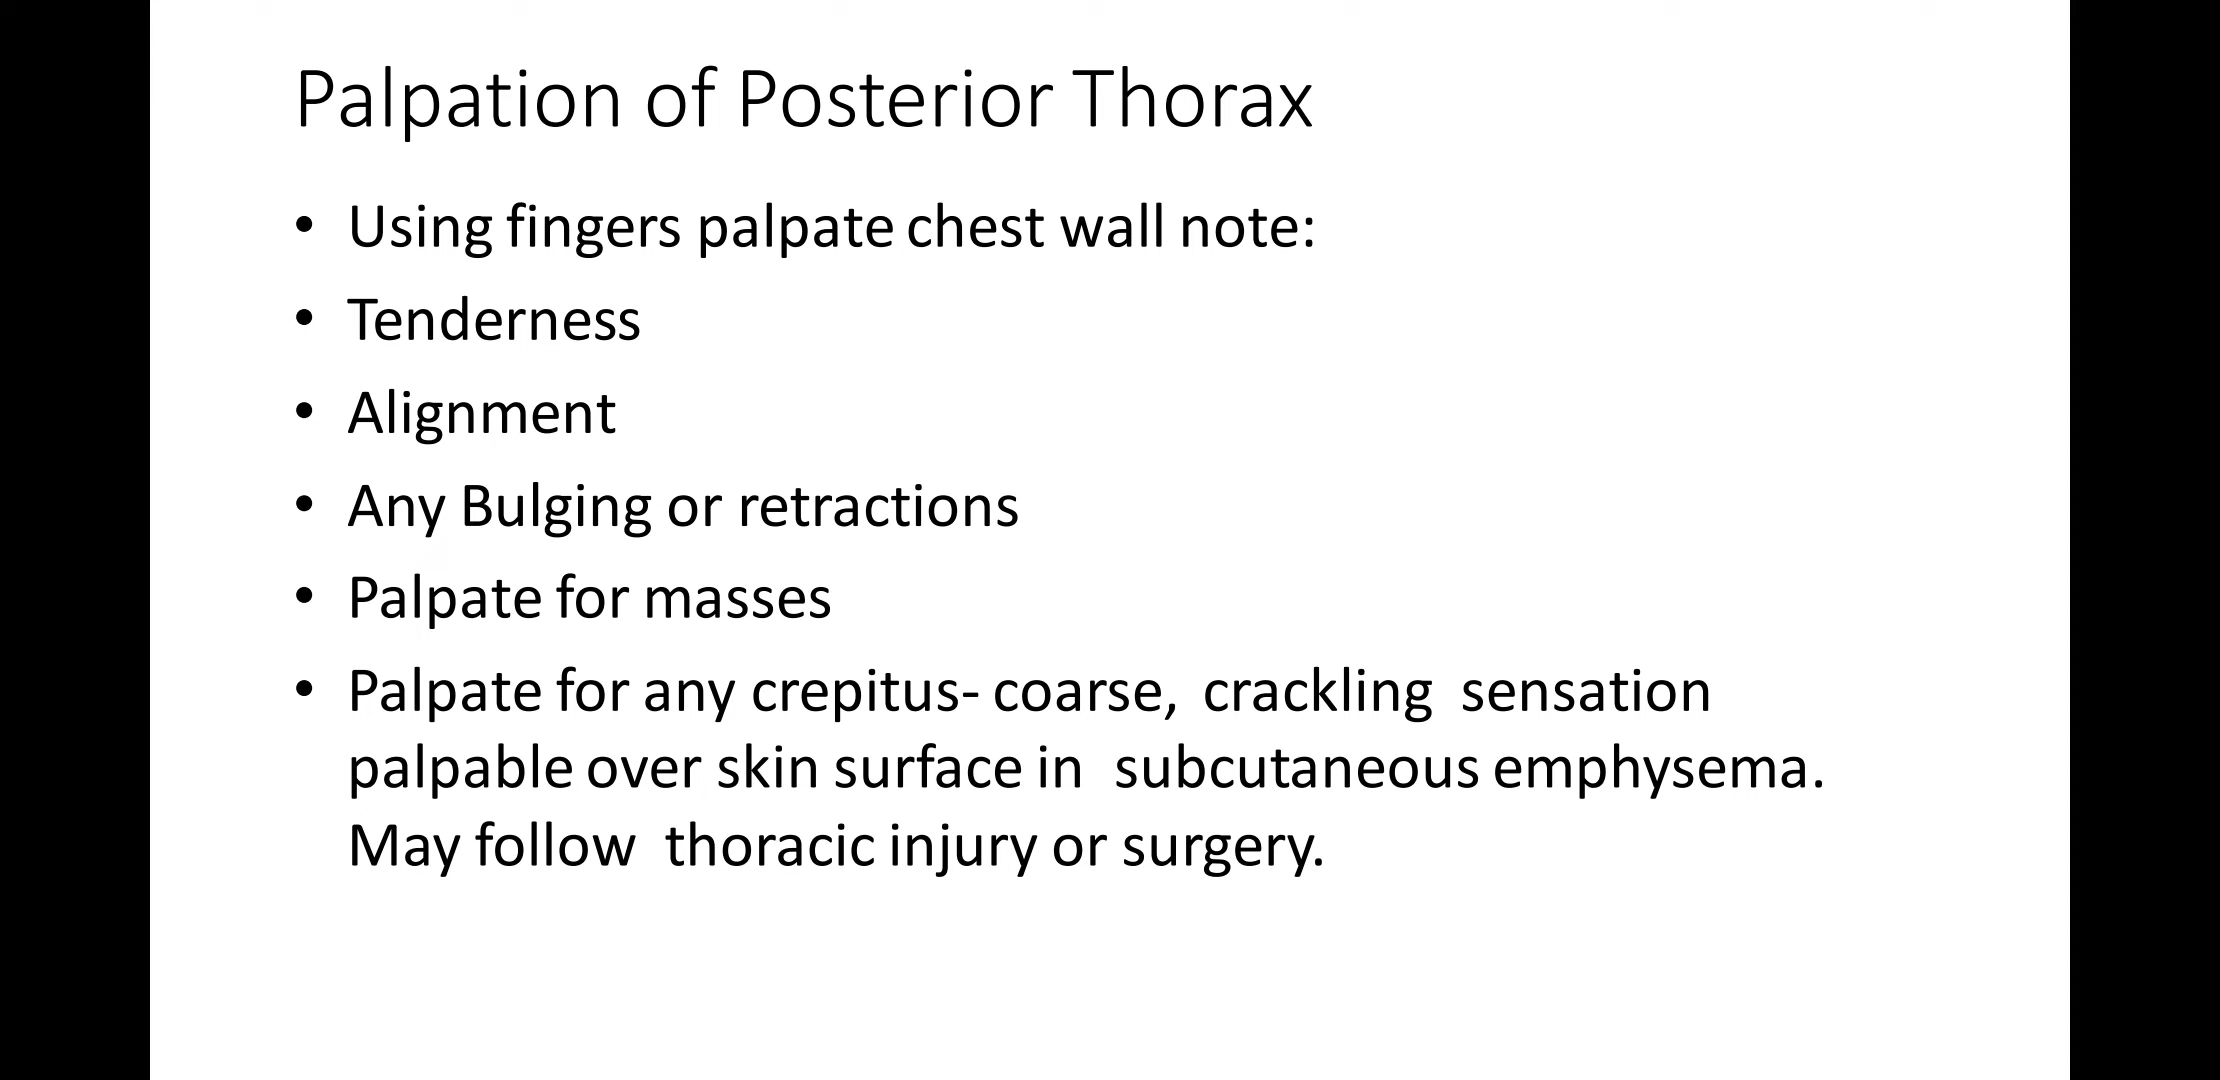 Palpation of Posterior Thorax
• Using fingers palpate chest wall note:
• Tenderness
• Alignment
• Any Bulging or retractions
• Palpate for masses
• Palpate for any crepitus- coarse, crackling sensation
palpable over skin surface in subcutaneous emphysema.
May follow thoracic injury or surgery.